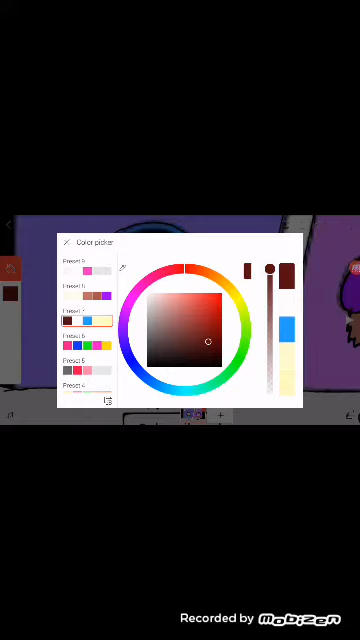 Color picker
Preset 9
Preset 8
Preset 7
Preset 6
Preset 5
Preset 4
Recorded by MOBIZEN